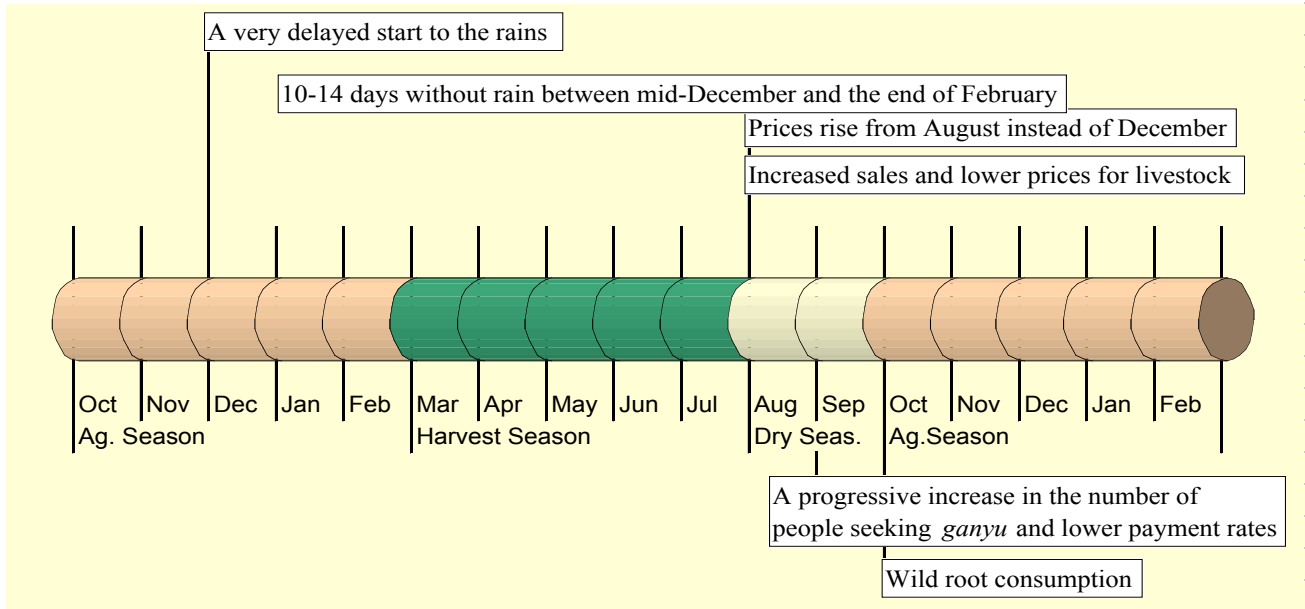 A very delayed start to the rains
10-14 days without rain between mid-December and the end of February
Prices rise from August instead of December
Increased sales and lower prices for livestock
Oct Nov Dec Jan Feb Mar Apr May Jun Jul Aug Sep Oct Nov Dec Jan Feb
Ag. Season Harvest Season Dry Seas. Ag.Season
A progressive increase in the number of
people seeking ganyu and lower payment rates
Wild root consumption